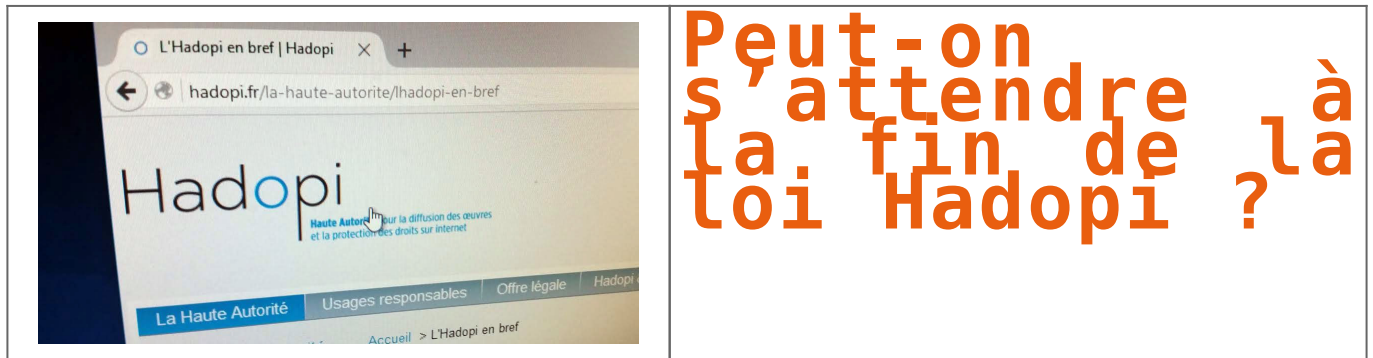 L'Hadopi en bref | Hadopi
hadopi.fr/la-haute-autorite/lhadopi-en-bref
Hadopi
et la protection des droits sur internet
La Haute Autorité Usages responsables Offre légale Hadopi
Accueil > L'Hadopi en bref
Peut-on
s’attendre à
la fin de la
loi Hadopi ?
Haute Autorité pour la diffusion des œuvres